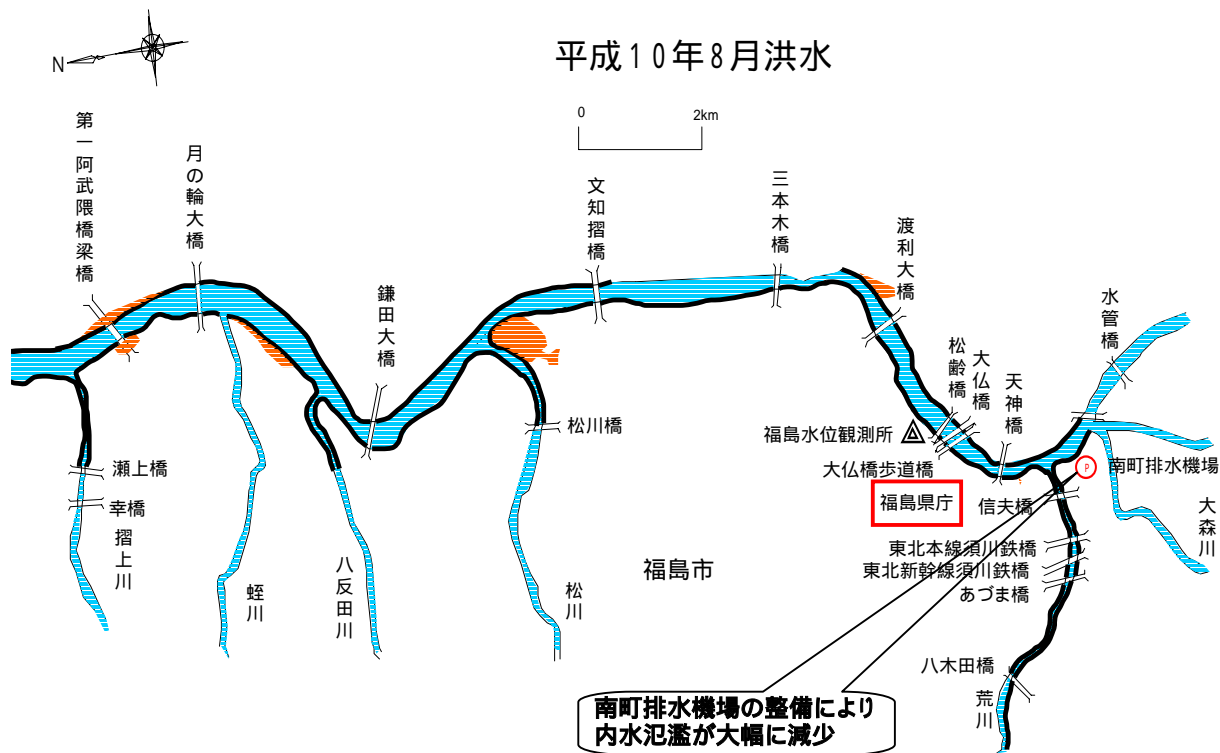 平成10年8月洪水
N
0 2km
第一阿武隈橋梁橋
月の輪大橋
鎌田大橋
文知摺橋
三本木橋
渡利大橋
松齢橋
大仏橋
天神橋
水管橋
福島水位観測所
大仏橋歩道橋
福島県庁
信夫橋
P
南町排水機場
松川橋
瀬上橋
幸橋
摺上川
蛭川
八反田川
松川
福島市
東北本線須川鉄橋
東北新幹線須川鉄橋
あづま橋
八木田橋
荒川
大森川
南町排水機場の整備により
内水氾濫が大幅に減少